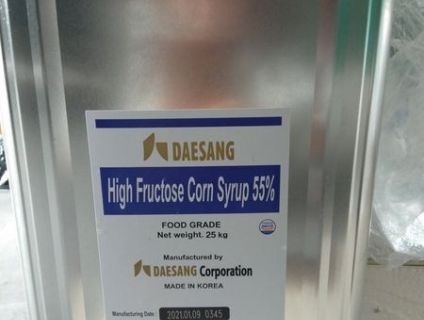 DAESANG
High Fructose Corn Syrup 55%
FOOD GRADE
Net weight. 25 kg
Manufactured by
DAESANG Corporation
MADE IN KOREA
Manufacturing Date: 2021.01.09 0345